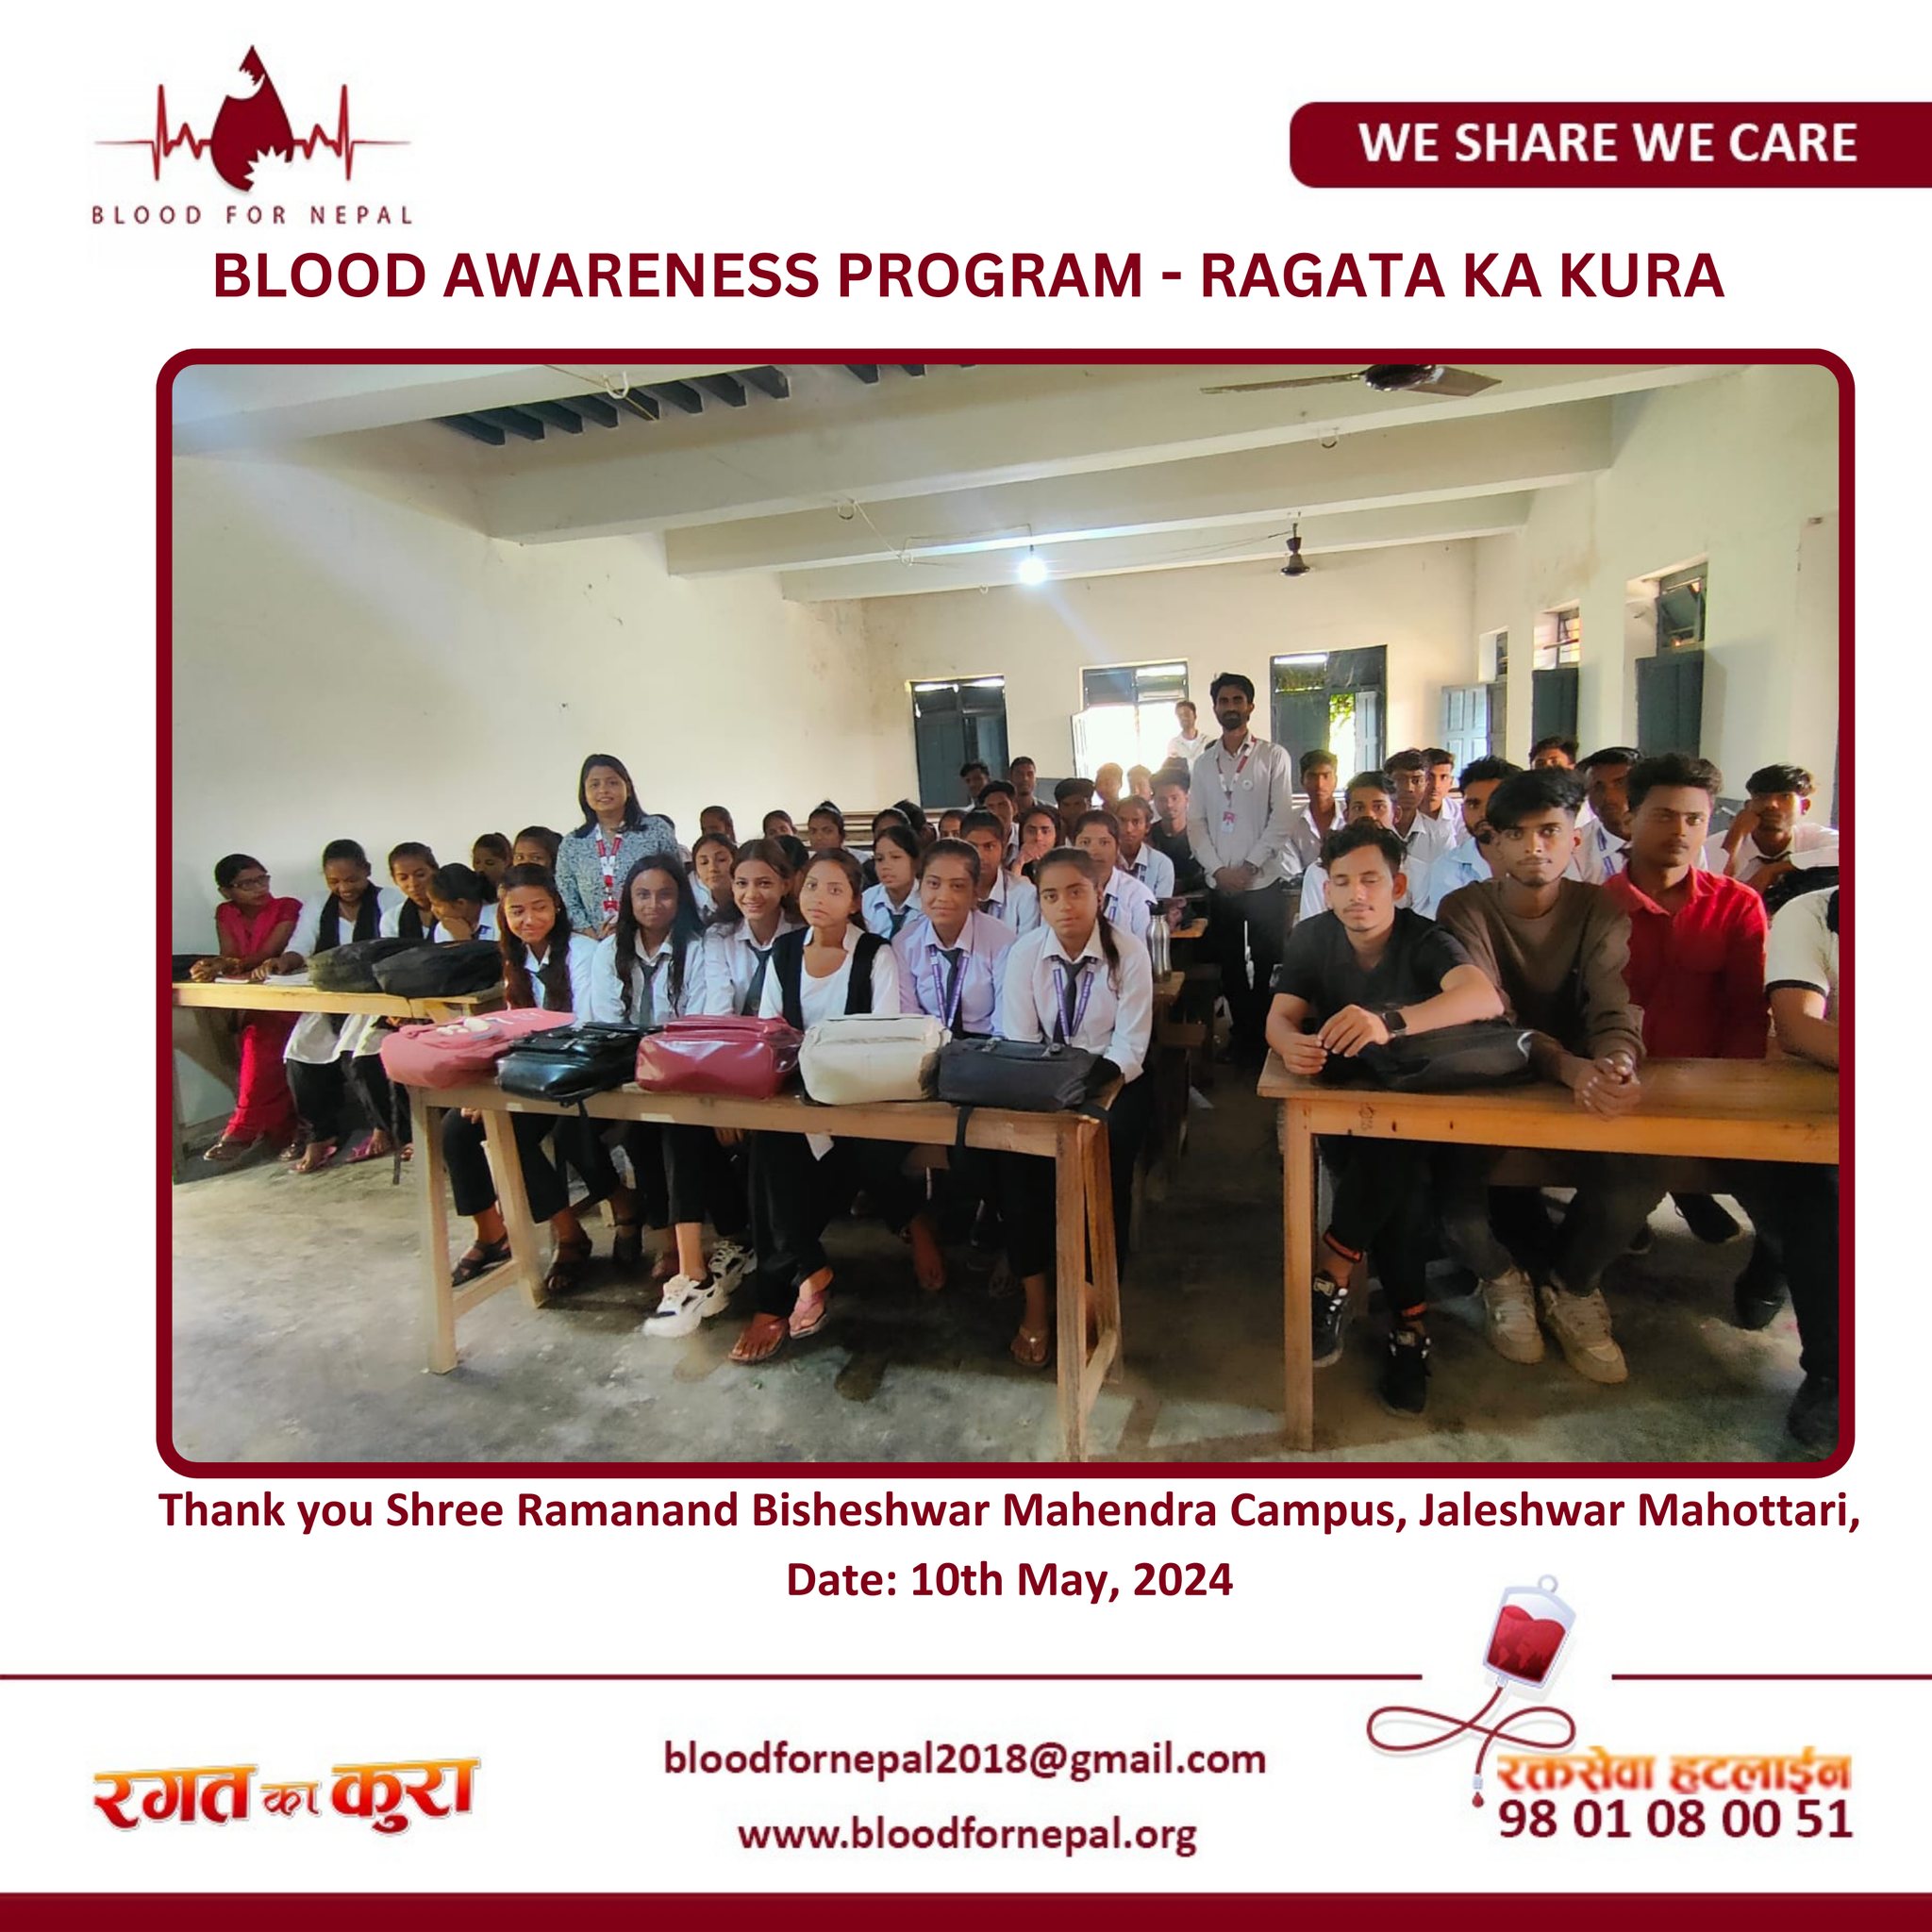 BLOOD FOR NEPAL
WE SHARE WE CARE
BLOOD AWARENESS PROGRAM - RAGATA KA KURA
Thank you Shree Ramanand Bisheshwar Mahendra Campus, Jaleshwar Mahottari,
Date: 10th May, 2024
रगत का कुरा
bloodfornepal2018@gmail.com
www.bloodfornepal.org
रक्तसेवा हटलाईन
98 01 08 00 51